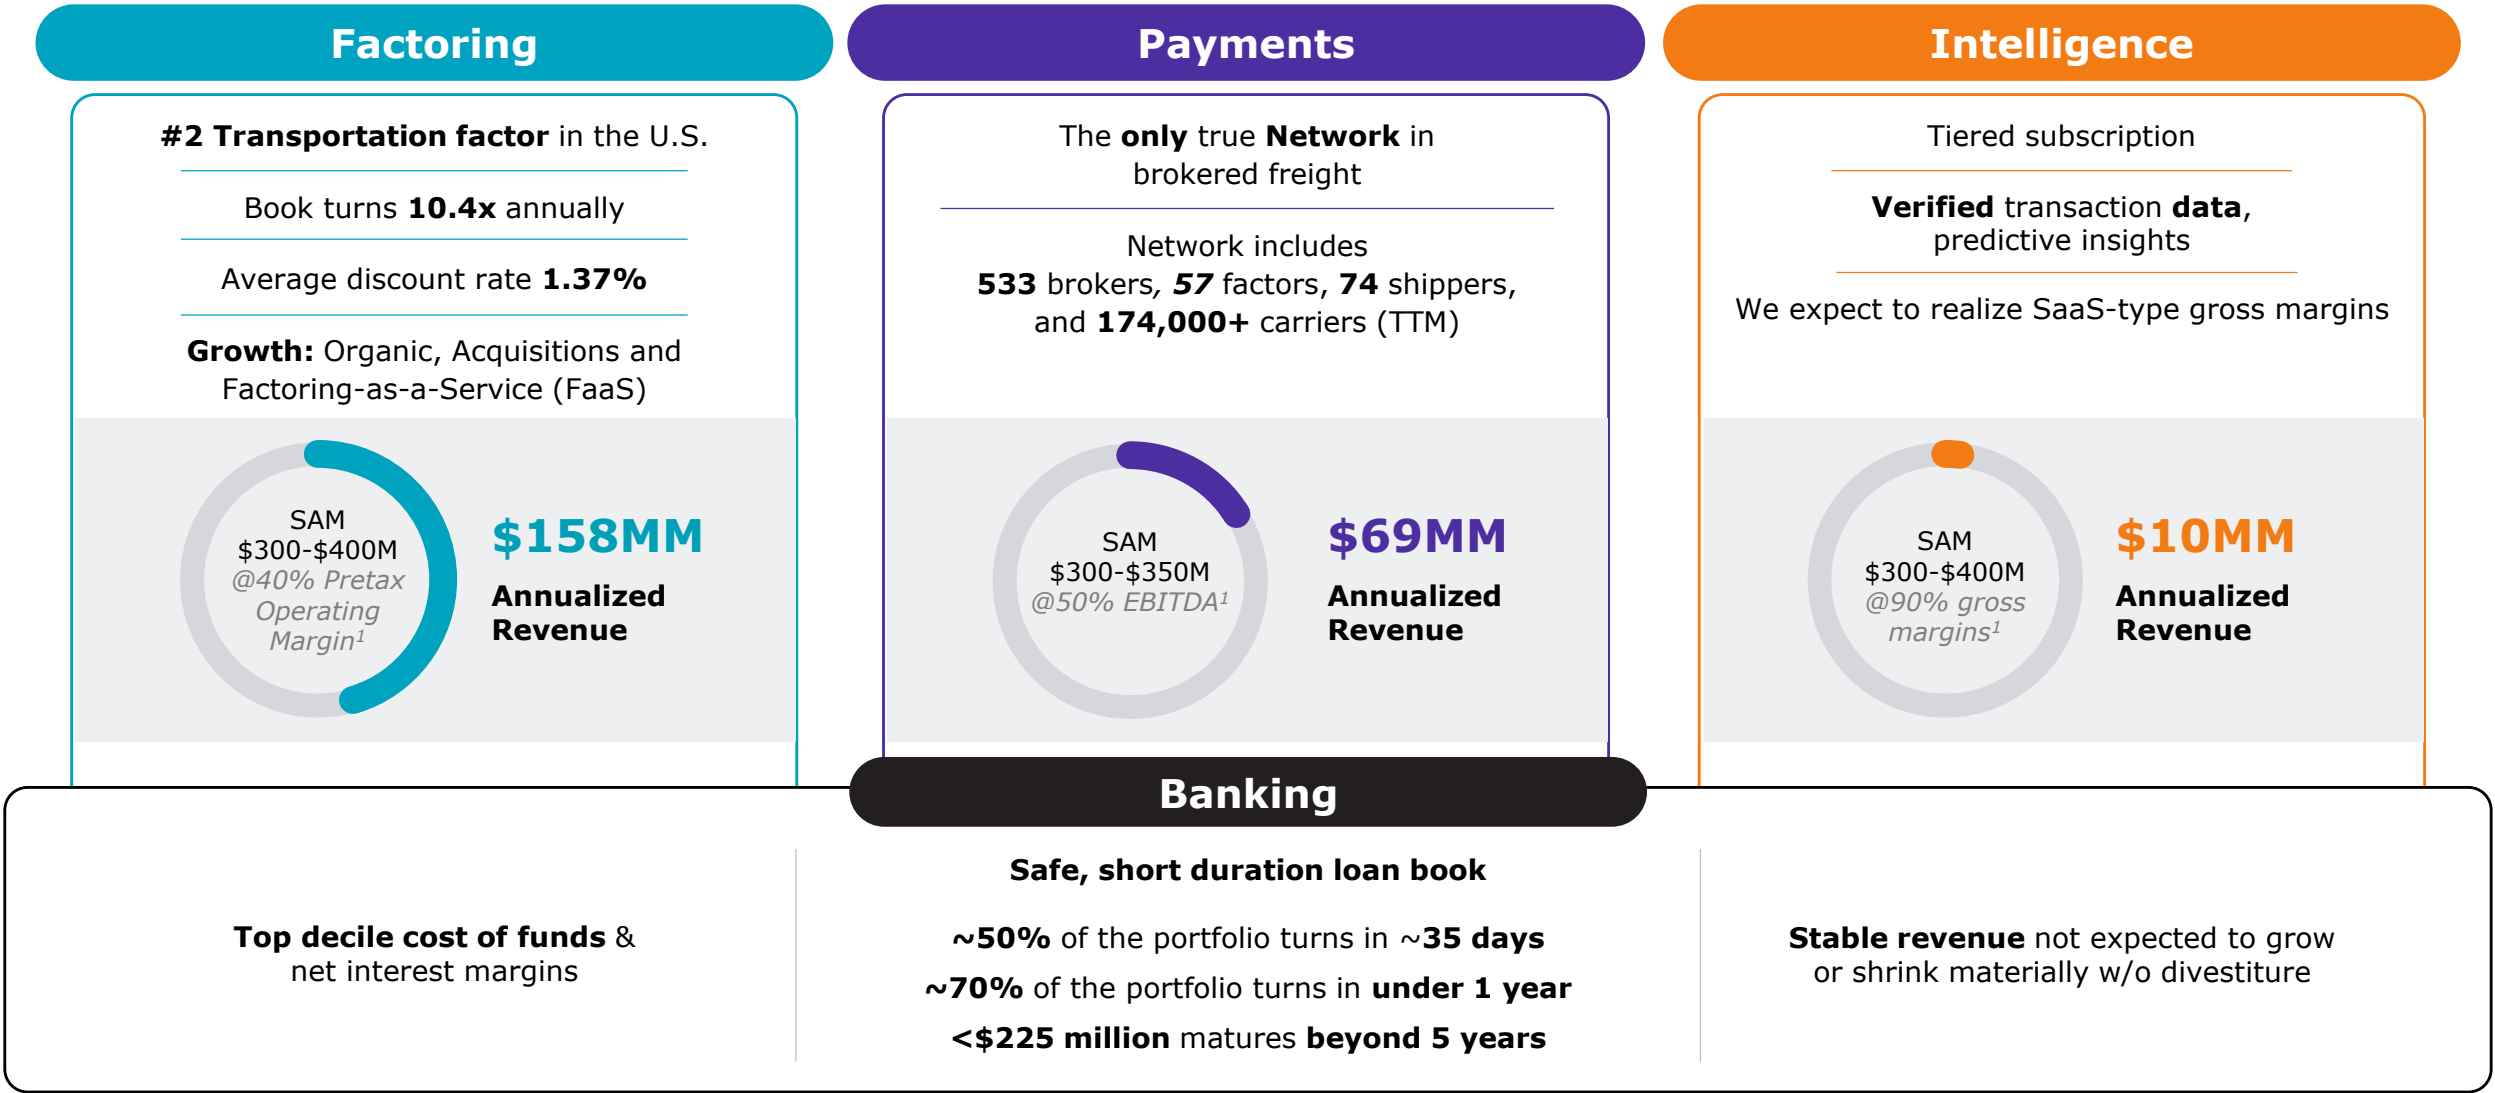 Factoring
#2 Transportation factor in the U.S.
Book turns 10.4x annually
Average discount rate 1.37%
Growth: Organic, Acquisitions and
Factoring-as-a-Service (FaaS)
SAM
$300-$400M
@40% Pretax
Operating
Margin¹
$158MM
Annualized
Revenue
Payments
The only true Network in
brokered freight
Network includes
533 brokers, 57 factors, 74 shippers,
and 174,000+ carriers (TTM)
SAM
$300-$350M
@50% EBITDA¹
$69MM
Annualized
Revenue
Intelligence
Tiered subscription
Verified transaction data,
predictive insights
We expect to realize SaaS-type gross margins
SAM
$300-$400M
@90% gross
margins¹
$10MM
Annualized
Revenue
Banking
Top decile cost of funds &
net interest margins
Safe, short duration loan book
~50% of the portfolio turns in ~35 days
~70% of the portfolio turns in under 1 year
<$225 million matures beyond 5 years
Stable revenue not expected to grow
or shrink materially w/o divestiture